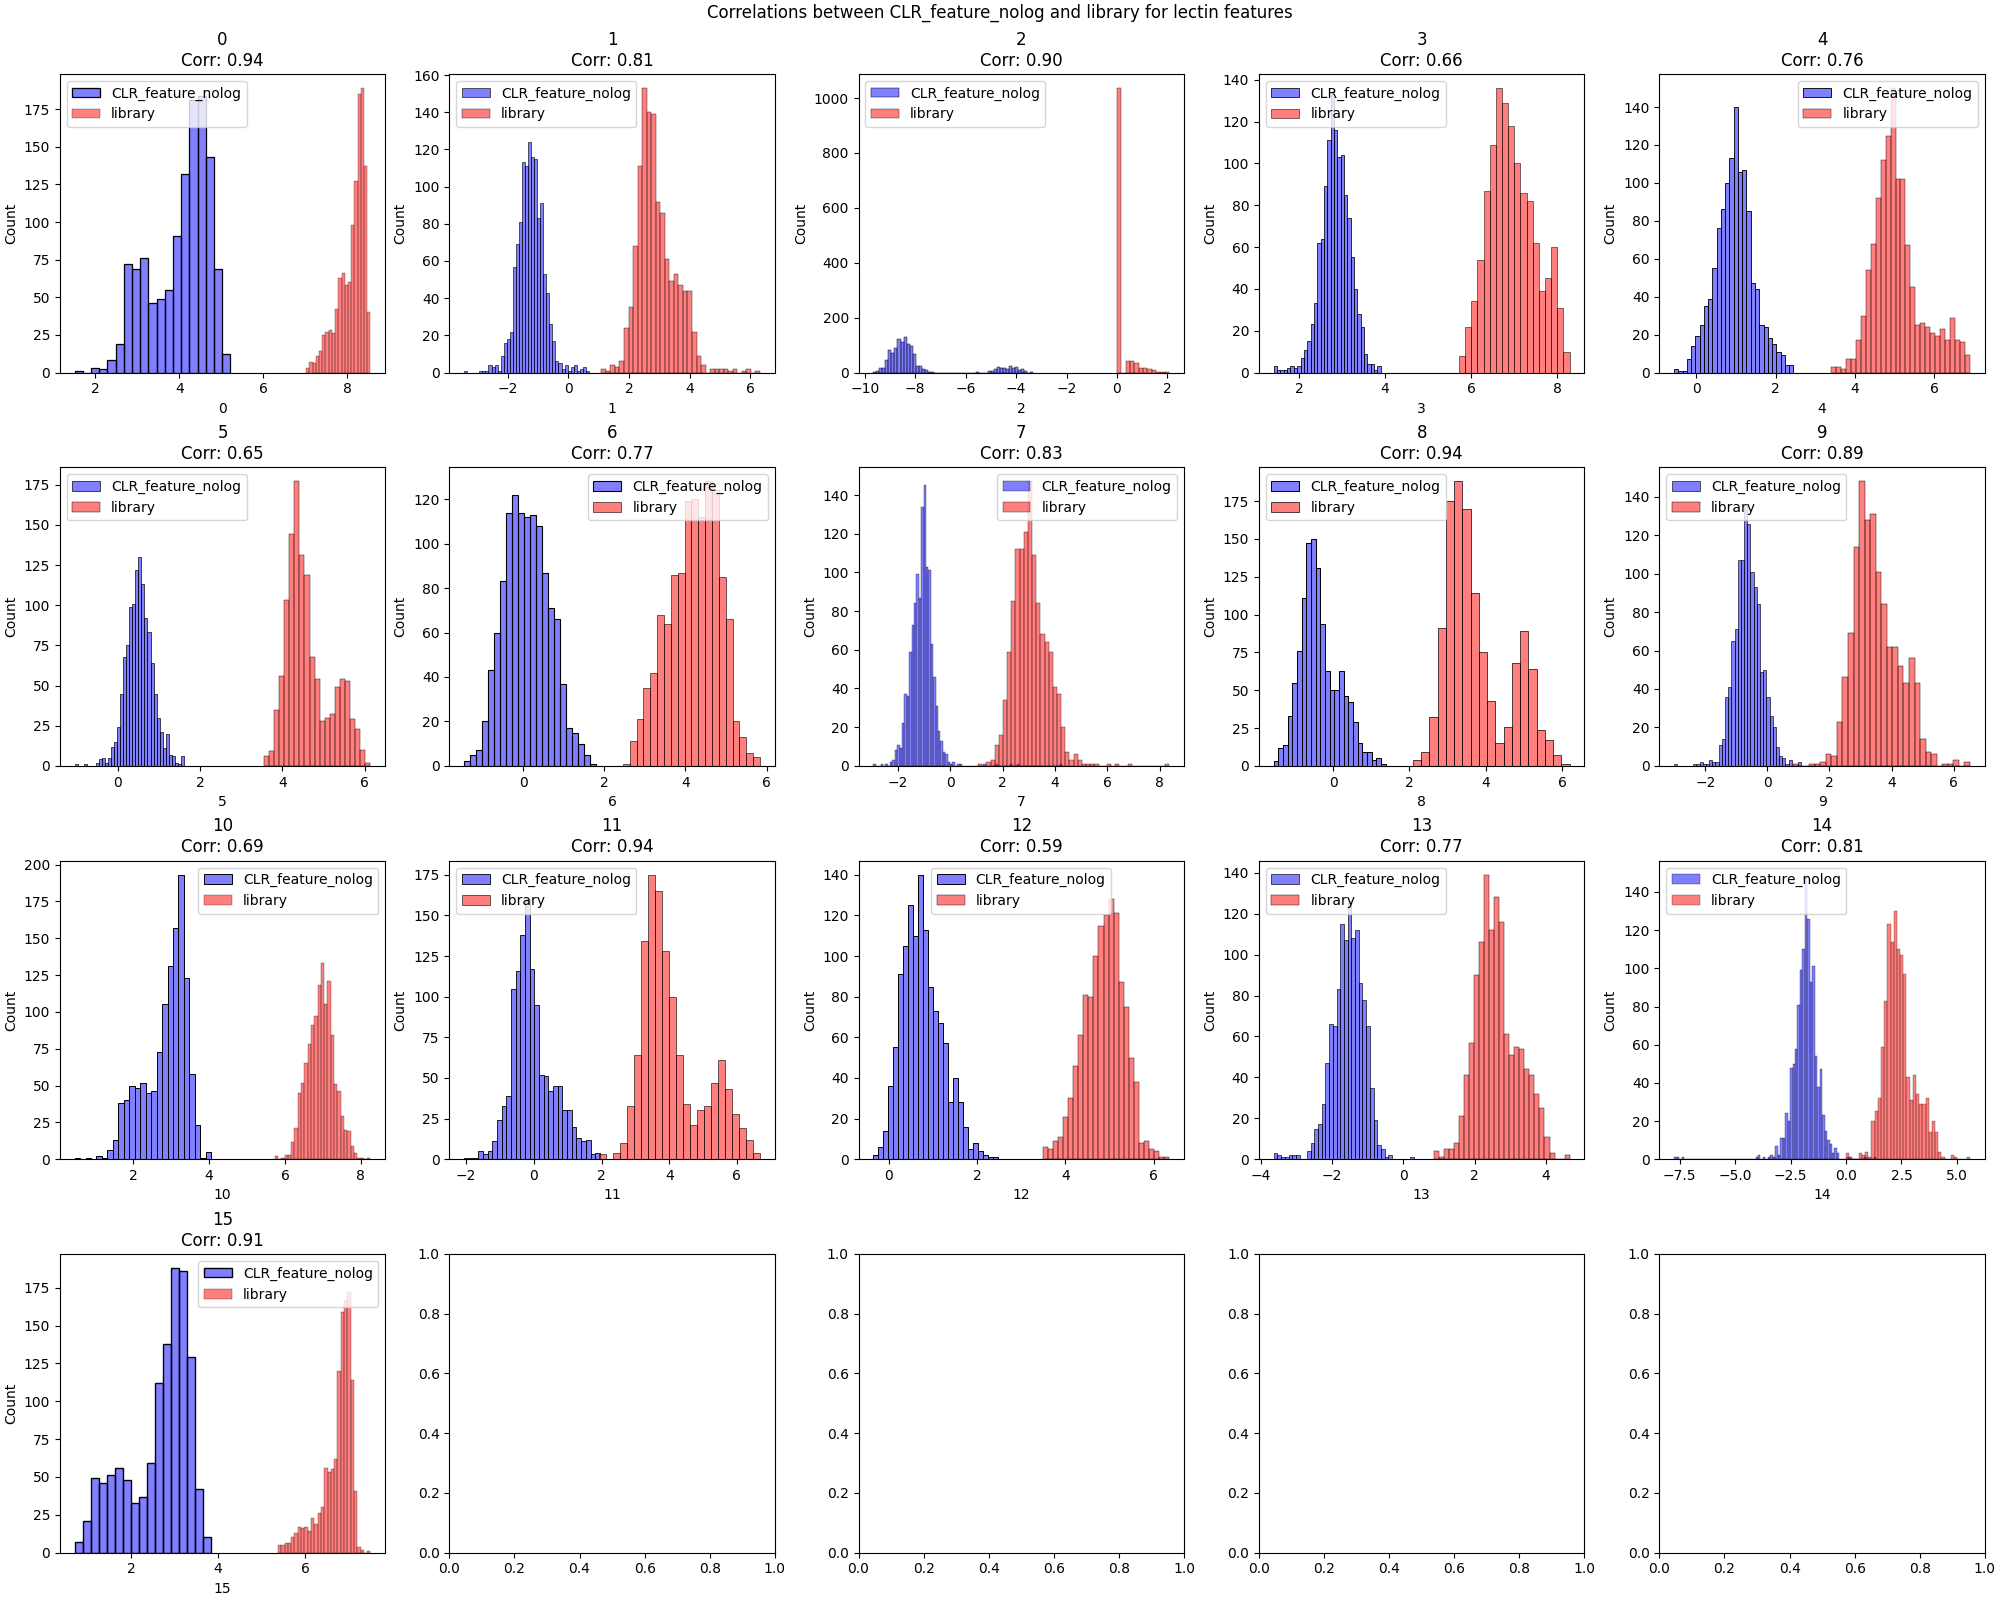 Correlations between CLR_feature_nolog and library for lectin features
0
Corr: 0.94
CLR_feature_nolog
library
Count
175
150
125
100
75
50
25
0
2 4 6 8
0
1
Corr: 0.81
CLR_feature_nolog
library
Count
160
140
120
100
80
60
40
20
0
−2 0 2 4 6
1
2
Corr: 0.90
CLR_feature_nolog
library
Count
1000
800
600
400
200
0
−10 −8 −6 −4 −2 0 2
2
3
Corr: 0.66
CLR_feature_nolog
library
Count
140
120
100
80
60
40
20
0
2 4 6 8
3
4
Corr: 0.76
CLR_feature_nolog
library
Count
140
120
100
80
60
40
20
0
0 2 4 6
4
5
Corr: 0.65
CLR_feature_nolog
library
Count
175
150
125
100
75
50
25
0
0 2 4 6
5
6
Corr: 0.77
CLR_feature_nolog
library
Count
120
100
80
60
40
20
0
0 2 4 6
6
7
Corr: 0.83
CLR_feature_nolog
library
Count
140
120
100
80
60
40
20
0
−2 0 2 4 6 8
7
8
Corr: 0.94
CLR_feature_nolog
library
Count
175
150
125
100
75
50
25
0
0 2 4 6
8
9
Corr: 0.89
CLR_feature_nolog
library
Count
140
120
100
80
60
40
20
0
−2 0 2 4 6
9
10
Corr: 0.69
CLR_feature_nolog
library
Count
200
175
150
125
100
75
50
25
0
2 4 6 8
10
11
Corr: 0.94
CLR_feature_nolog
library
Count
175
150
125
100
75
50
25
0
−2 0 2 4 6
11
12
Corr: 0.59
CLR_feature_nolog
library
Count
140
120
100
80
60
40
20
0
0 2 4 6
12
13
Corr: 0.77
CLR_feature_nolog
library
Count
140
120
100
80
60
40
20
0
−4 −2 0 2 4
13
14
Corr: 0.81
CLR_feature_nolog
library
Count
140
120
100
80
60
40
20
0
−7.5 −5.0 −2.5 0.0 2.5 5.0
14
15
Corr: 0.91
CLR_feature_nolog
library
Count
175
150
125
100
75
50
25
0
2 4 6
15
1.0
0.8
0.6
0.4
0.2
0.0
0.0 0.2 0.4 0.6 0.8 1.0
1.0
0.8
0.6
0.4
0.2
0.0
0.0 0.2 0.4 0.6 0.8 1.0
1.0
0.8
0.6
0.4
0.2
0.0
0.0 0.2 0.4 0.6 0.8 1.0
1.0
0.8
0.6
0.4
0.2
0.0
0.0 0.2 0.4 0.6 0.8 1.0